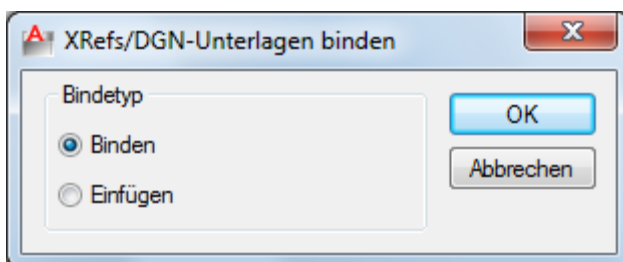 XRefs/DGN-Unterlagen binden
Bindetyp
Binden
Einfügen
OK
Abbrechen